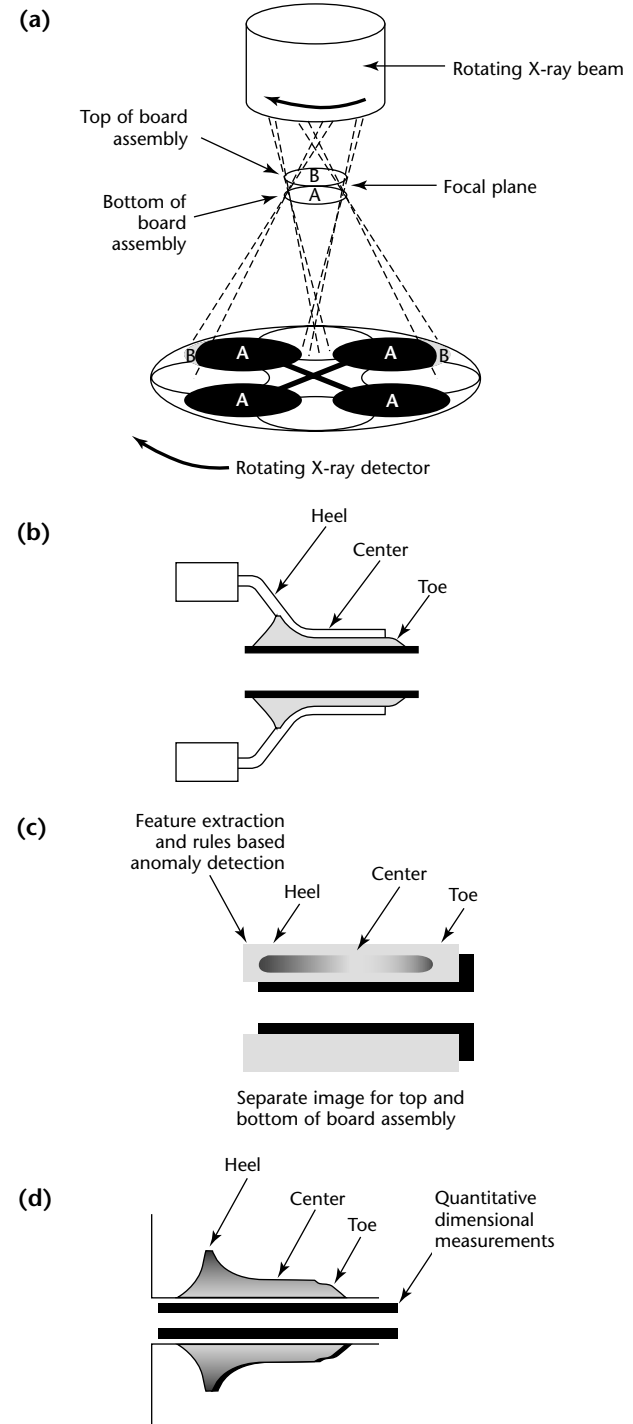 (a)
Rotating X-ray beam
Top of board
assembly
B
Focal plane
A
Bottom of
board
assembly
B
A
A
B
A
A
Rotating X-ray detector
(b)
Heel
Center
Toe
(c)
Feature extraction
and rules based
anomaly detection
Heel
Center
Toe
Separate image for top and
bottom of board assembly
(d)
Heel
Center
Toe
Quantitative
dimensional
measurements